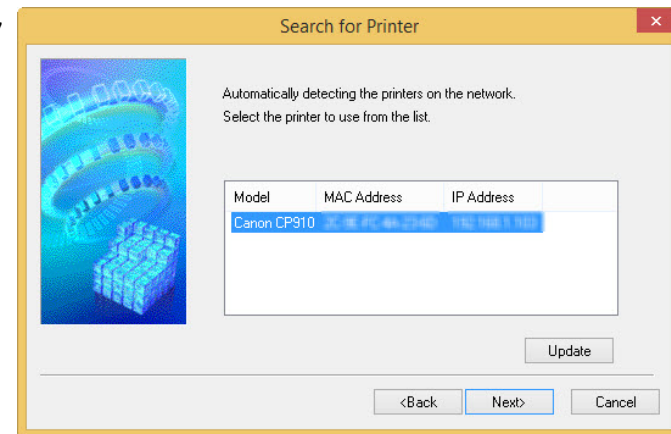 Search for Printer
Automatically detecting the printers on the network.
Select the printer to use from the list.
Model MAC Address IP Address
Canon CP910
Update
<Back Next> Cancel